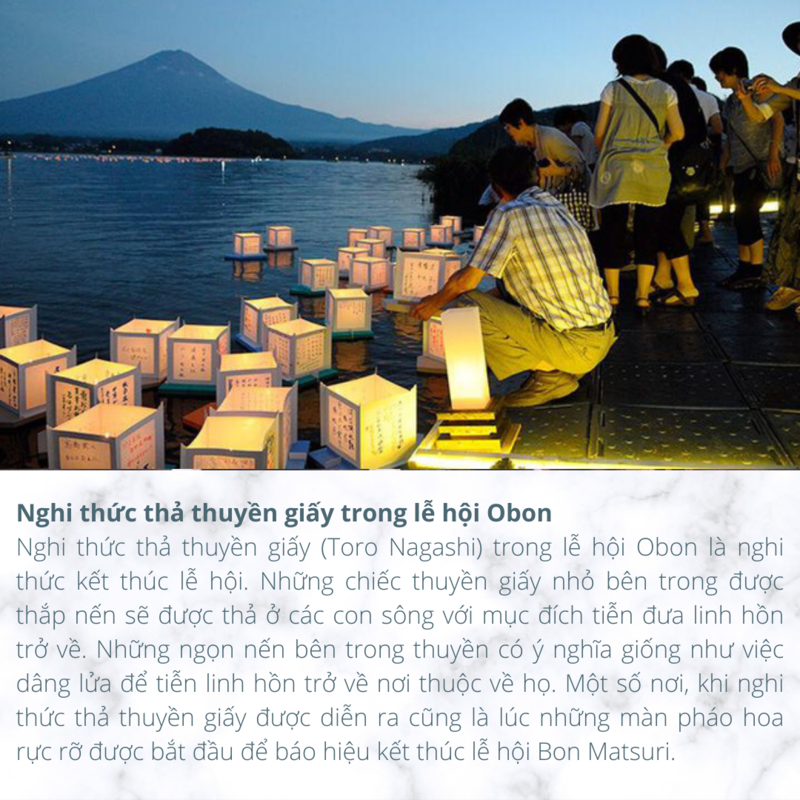 Nghi thức thả thuyền giấy trong lễ hội Obon
Nghi thức thả thuyền giấy (Toro Nagashi) trong lễ hội Obon là nghi
thức kết thúc lễ hội. Những chiếc thuyền giấy nhỏ bên trong được
thắp nến sẽ được thả ở các con sông với mục đích tiễn đưa linh hồn
trở về. Những ngọn nến bên trong thuyền có ý nghĩa giống như việc
dâng lửa để tiễn linh hồn trở về nơi thuộc về họ. Một số nơi, khi nghi
thức thả thuyền giấy được diễn ra cũng là lúc những màn pháo hoa
rực rỡ được bắt đầu để báo hiệu kết thúc lễ hội Bon Matsuri.